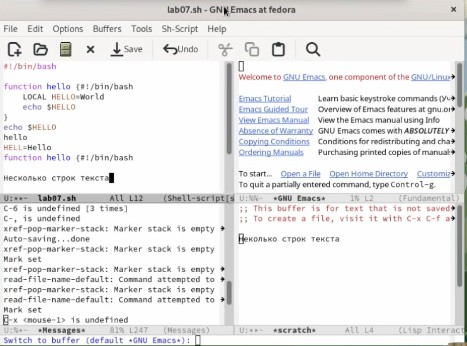 lab07.sh - GNU Emacs at fedora
File Edit Options Buffers Tools Sh-Script Help
Save Undo
#!/bin/bash
function hello {#!/bin/bash
LOCAL HELLO=World
echo $HELLO
}
echo $HELLO
hello
HELL=Hello
function hello {#!/bin/bash
Несколько строк текста
U:**- lab07.sh All L12 (Shell-script[s
Welcome to GNU Emacs, one component of the GNU/Linux
Emacs Tutorial Learn basic keystroke commands
Emacs Guided Tour Overview of Emacs features at gnu.o
View Emacs Manual View the Emacs manual using Info
Absence of Warranty GNU Emacs comes with ABSOLUTELY
Copying Conditions Conditions for redistributing and cha
Ordering Manuals Purchasing printed copies of manual
To start... Open a File Open Home Directory Customiz
To quit a partially entered command, type Control-g.
U:%%- *GNU Emacs* 1% L2 (Fundamental)
C-6 is undefined [3 times]
C-, is undefined
xref-pop-marker-stack: Marker stack is empty
Auto-saving...done
xref-pop-marker-stack: Marker stack is empty
Mark set
xref-pop-marker-stack: Marker stack is empty
read-file-name-default: Command attempted to
xref-pop-marker-stack: Marker stack is empty
read-file-name-default: Command attempted to
Mark set
C-x <mouse-1> is undefined
U:%*- *Messages* 81% L247 (Messages)
;; This buffer is for text that is not saved
;; To create a file, visit it with C-x C-f a
Неколько строк текста
U:**- *scratch* All L4 (Lisp Interact
Switch to buffer (default *GNU Emacs*):